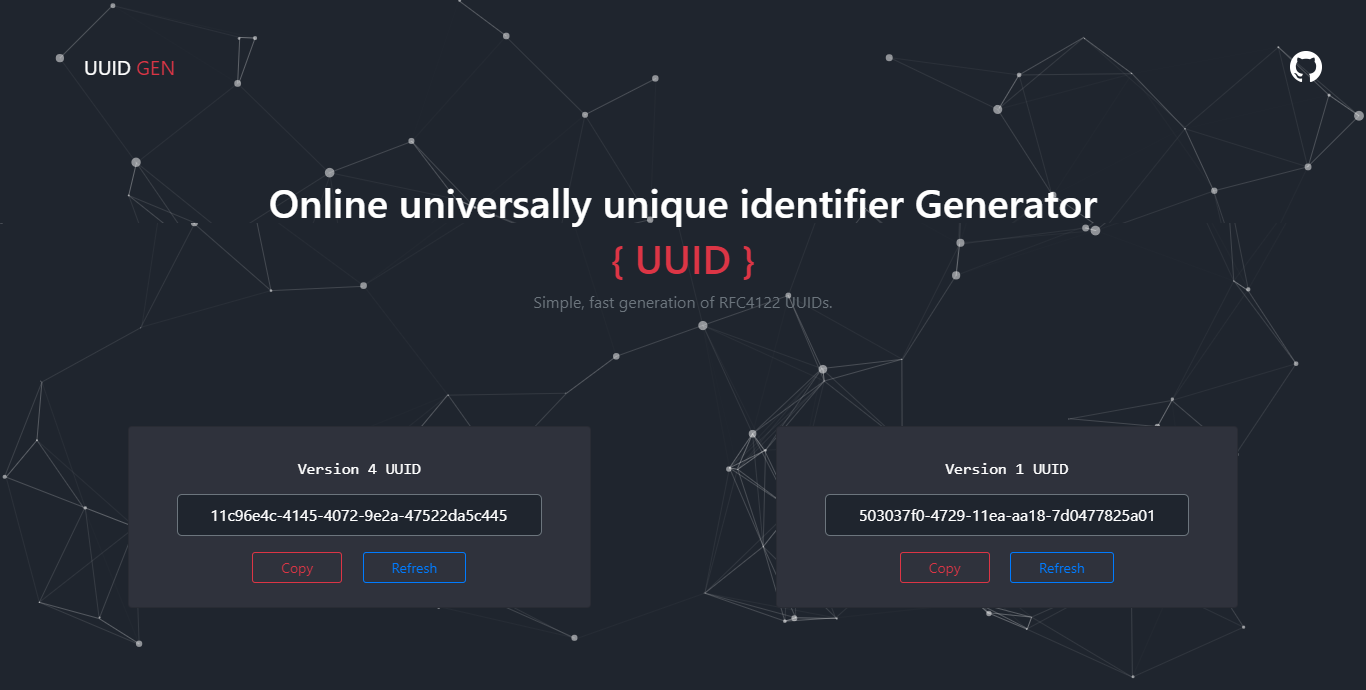 UUID GEN
Online universally unique identifier Generator
{ UUID }
Simple, fast generation of RFC4122 UUIDs.
Version 4 UUID
11c96e4c-4145-4072-9e2a-47522da5c445
Copy Refresh
Version 1 UUID
503037f0-4729-11ea-aa18-7d0477825a01
Copy Refresh